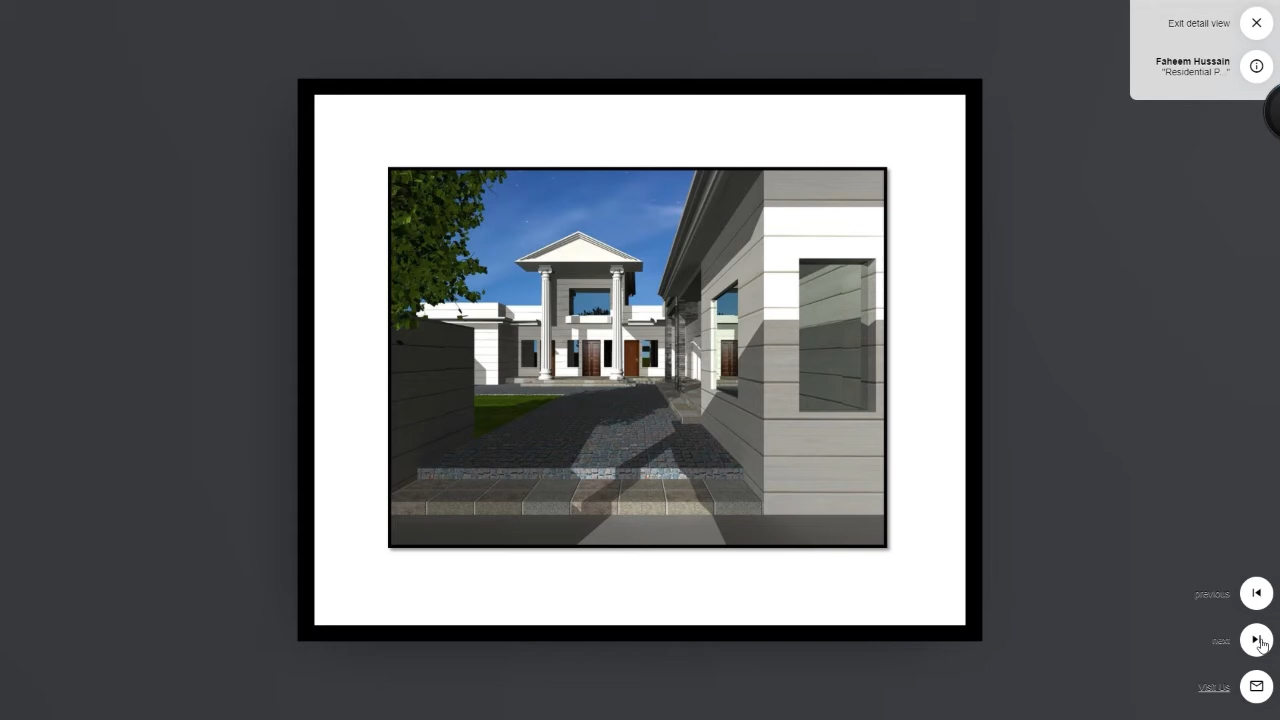 Exit detail view
Faheem Hussain
"Residential P..."
previous
next
Visit Us